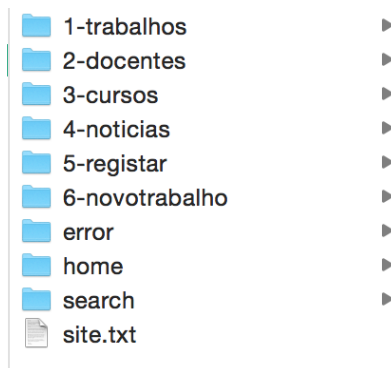 1-trabalhos
2-docentes
3-cursos
4-noticias
5-registar
6-novotrabalho
error
home
search
site.txt